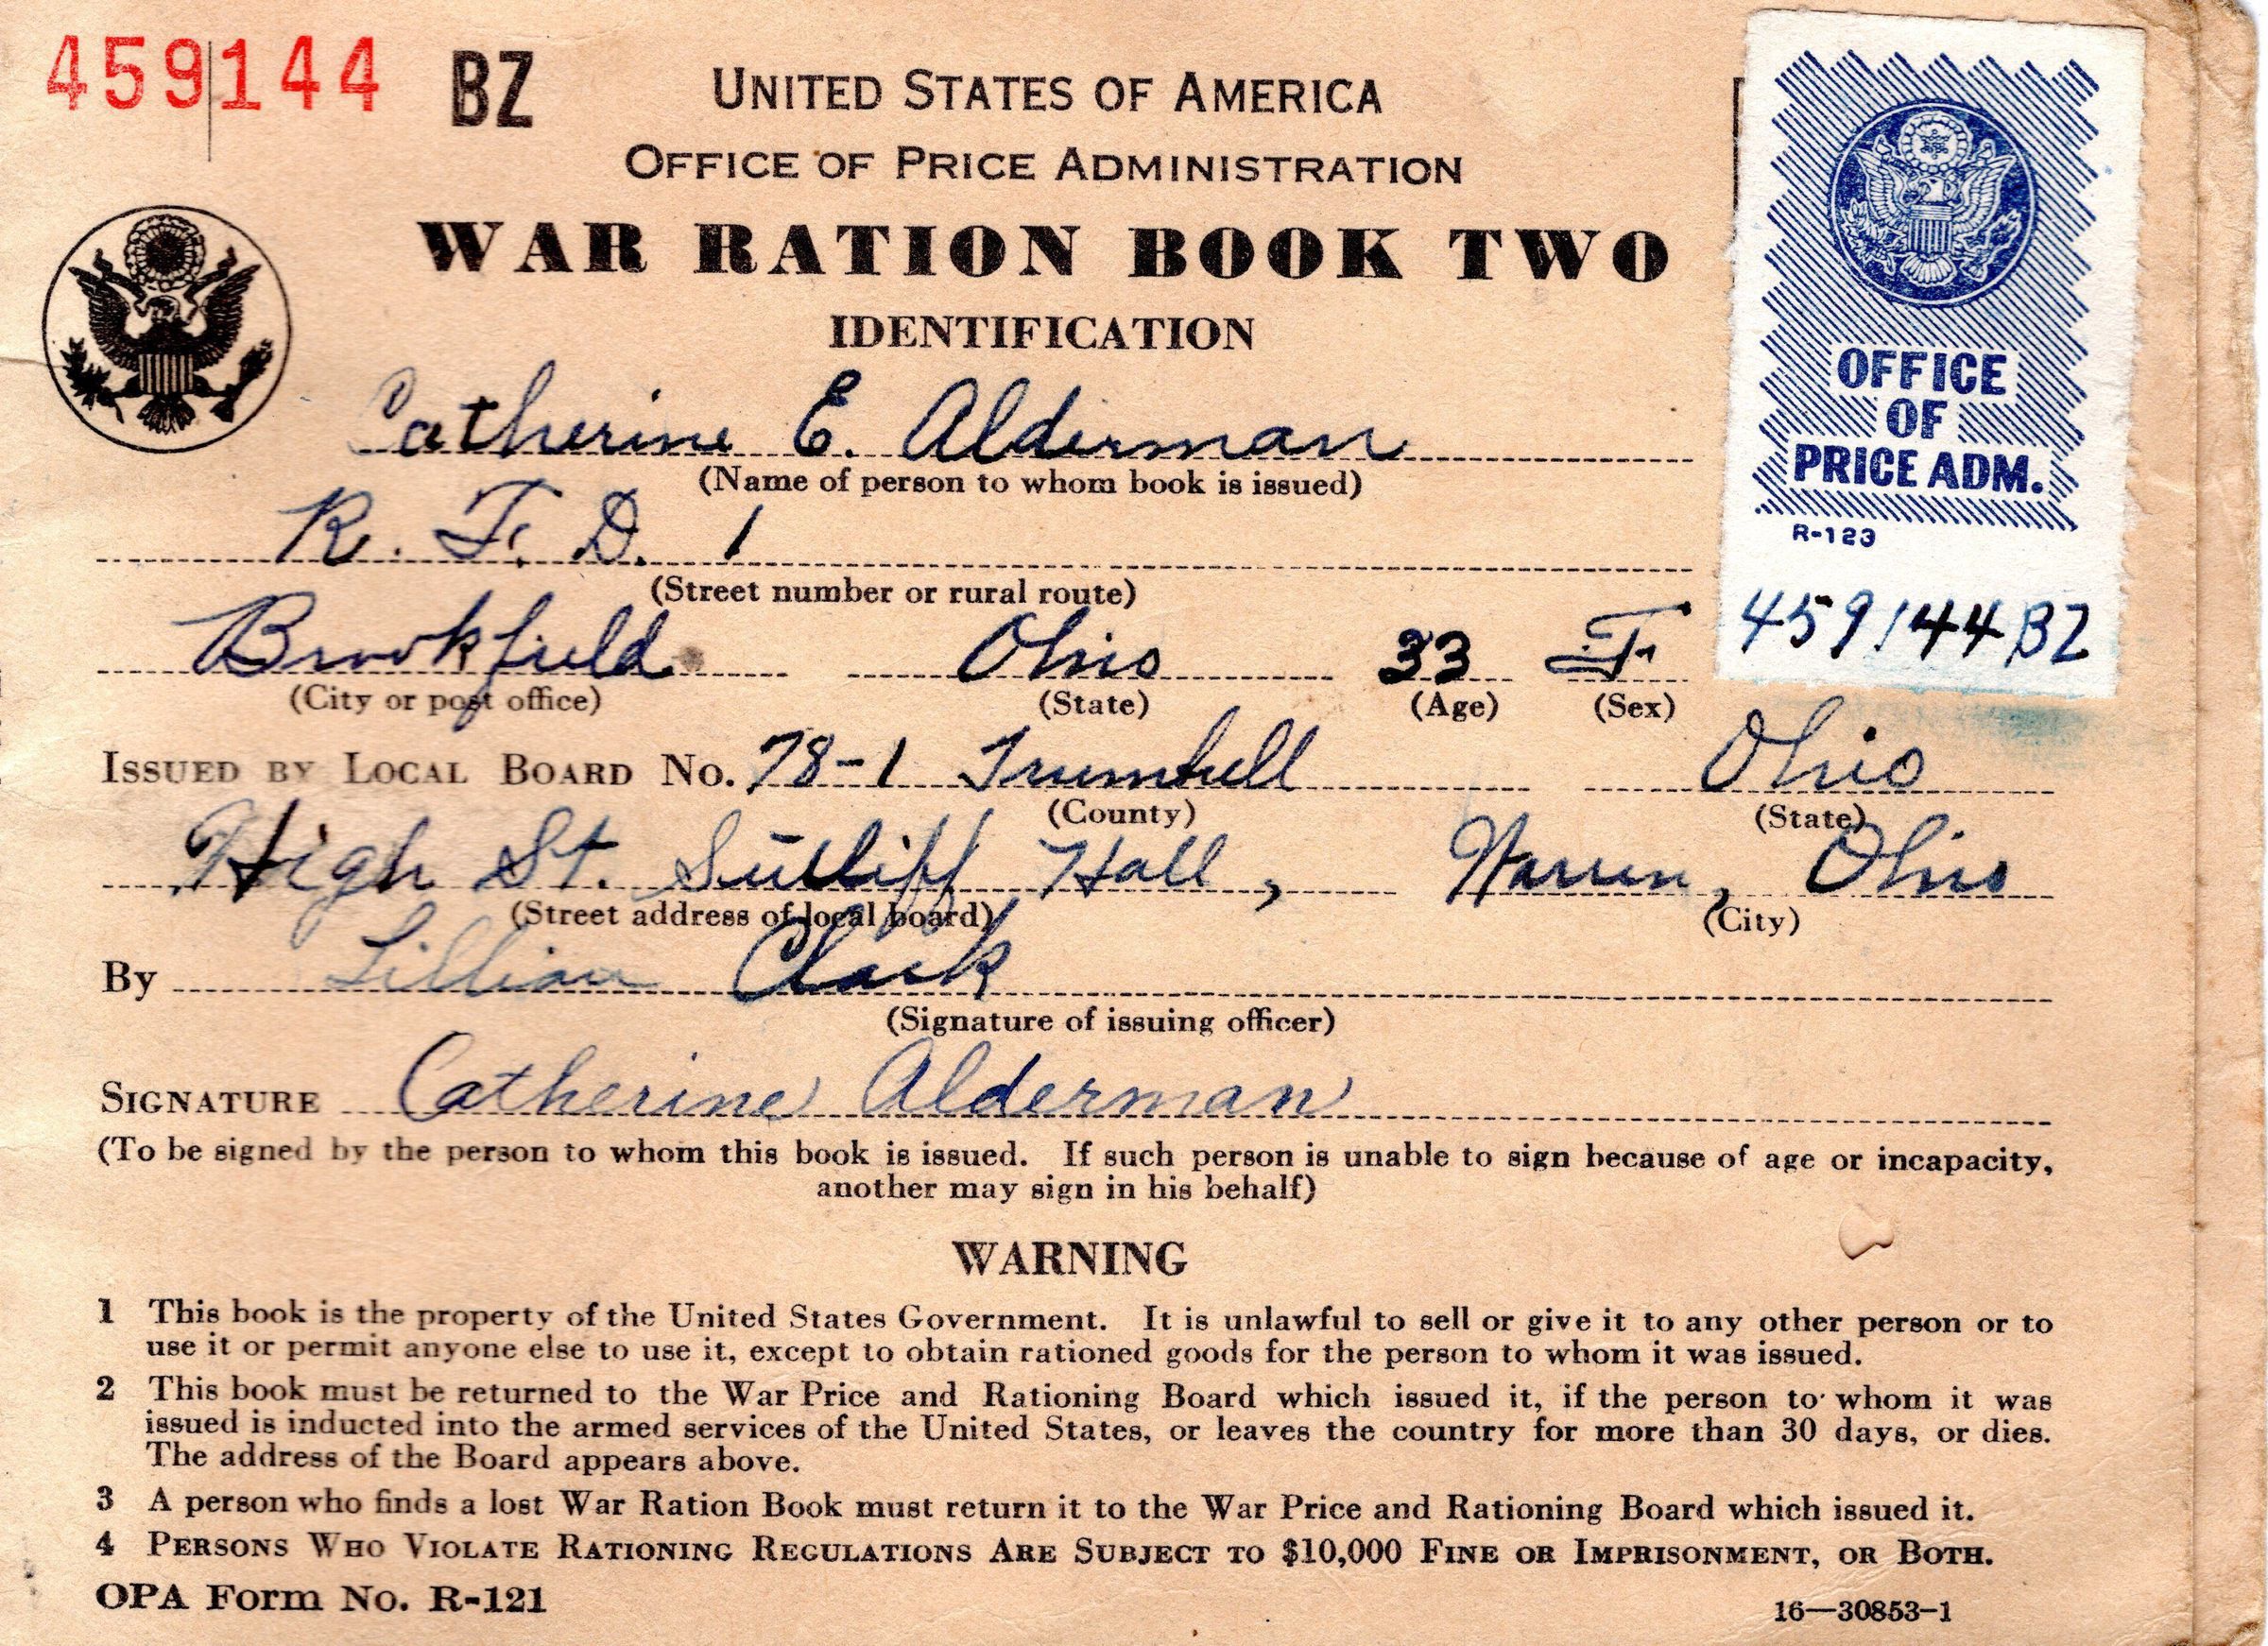 459144 BZ
UNITED STATES OF AMERICA
OFFICE OF PRICE ADMINISTRATION
WAR RATION BOOK TWO
IDENTIFICATION
OFFICE
OF
PRICE ADM.
R-123
459144 BZ
Catherine E. Alderman
(Name of person to whom book is issued)
R. F. D. 1
(Street number or rural route)
Brookfield Ohio 33 F
(City or post office) (State) (Age) (Sex)
ISSUED BY LOCAL BOARD NO. 78-1 Trumbull Ohio
(County) (State)
High St. Sutliff Hall, Warren, Ohio
(Street address of local board) (City)
By Lillian Clark
(Signature of issuing officer)
SIGNATURE Catherine Alderman
(To be signed by the person to whom this book is issued. If such person is unable to sign because of age or incapacity,
another may sign in his behalf)
WARNING
1 This book is the property of the United States Government. It is unlawful to sell or give it to any other person or to
use it or permit anyone else to use it, except to obtain rationed goods for the person to whom it was issued.
2 This book must be returned to the War Price and Rationing Board which issued it, if the person to whom it was
issued is inducted into the armed services of the United States, or leaves the country for more than 30 days, or dies.
The address of the Board appears above.
3 A person who finds a lost War Ration Book must return it to the War Price and Rationing Board which issued it.
4 PERSONS WHO VIOLATE RATIONING REGULATIONS ARE SUBJECT TO $10,000 FINE OR IMPRISONMENT, OR BOTH.
OPA Form No. R-121
16—30853-1